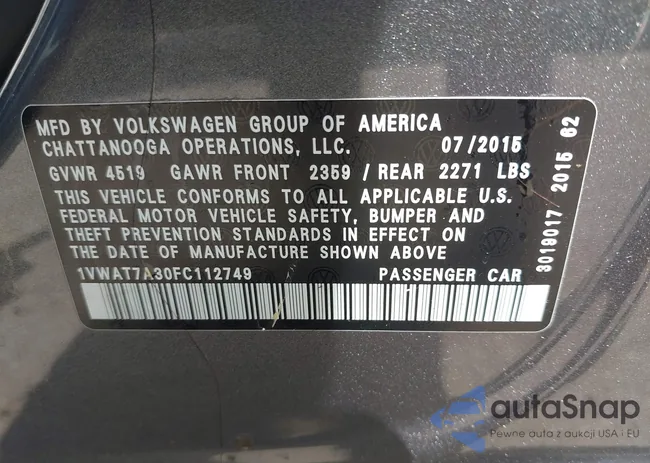 MFD BY VOLKSWAGEN GROUP OF AMERICA
CHATTANOOGA OPERATIONS, LLC. 07/2015
GVWR 4519 GAWR FRONT 2359 / REAR 2271 LBS
THIS VEHICLE CONFORMS TO ALL APPLICABLE U.S.
FEDERAL MOTOR VEHICLE SAFETY, BUMPER AND
THEFT PREVENTION STANDARDS IN EFFECT ON
THE DATE OF MANUFACTURE SHOWN ABOVE
1VWAT7A30FC112749 PASSENGER CAR
3019017 2015 62
autoSnap
Pewne auta z aukcji USA i EU